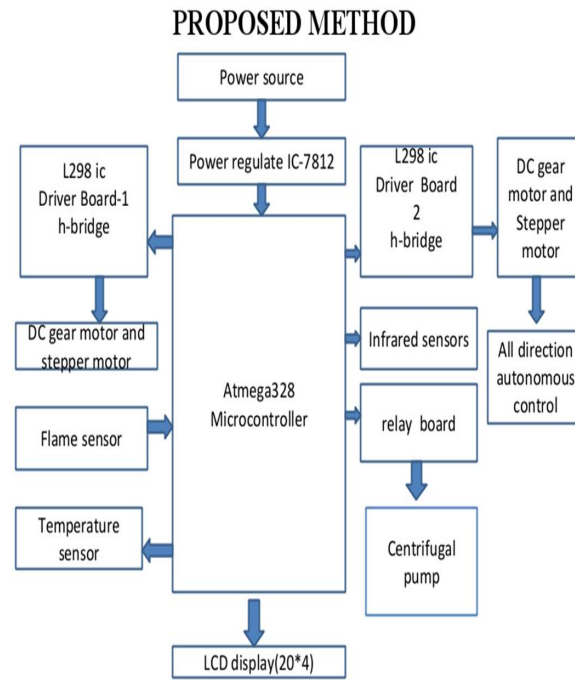 PROPOSED METHOD
Power source
Power regulate IC-7812
L298 ic
Driver Board-1
h-bridge
L298 ic
Driver Board
2
h-bridge
DC gear
motor and
Stepper
motor
DC gear motor and
stepper motor
Infrared sensors
All direction
autonomous
control
Atmega328
Microcontroller
Flame sensor
relay board
Temperature
sensor
Centrifugal
pump
LCD display(20*4)